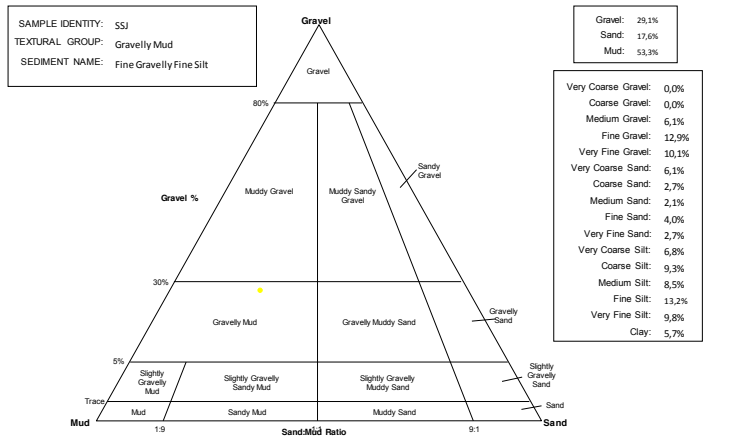 SAMPLE IDENTITY: SSJ
TEXTURAL GROUP: Gravelly Mud
SEDIMENT NAME: Fine Gravelly Fine Silt
Gravel: 29,1%
Sand: 17,6%
Mud: 53,3%
Very Coarse Gravel: 0,0%
Coarse Gravel: 0,0%
Medium Gravel: 6,1%
Fine Gravel: 12,9%
Very Fine Gravel: 10,1%
Very Coarse Sand: 6,1%
Coarse Sand: 2,7%
Medium Sand: 2,1%
Fine Sand: 4,0%
Very Fine Sand: 2,7%
Very Coarse Silt: 6,8%
Coarse Silt: 9,3%
Medium Silt: 8,5%
Fine Silt: 13,2%
Very Fine Silt: 9,8%
Clay: 5,7%
Gravel
Gravel
80%
Sandy
Gravel
Muddy Gravel
Muddy Sandy
Gravel
Gravel %
30%
Gravelly
Sand
Gravelly Mud
Gravelly Muddy Sand
5%
Slightly
Gravelly
Mud
Slightly Gravelly
Sandy Mud
Slightly Gravelly
Muddy Sand
Slightly
Gravelly
Sand
Trace
Mud
Sandy Mud
Muddy Sand
Sand
Mud
Sand
1:9
9:1
Sand:Mud Ratio